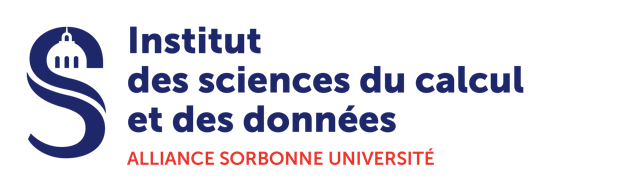 Institut
des sciences du calcul
et des données
ALLIANCE SORBONNE UNIVERSITÉ